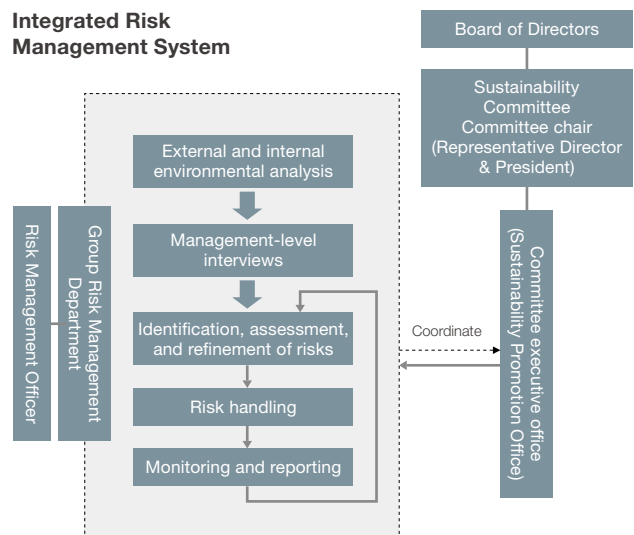 Integrated Risk
Management System
Board of Directors
Sustainability
Committee
Committee chair
(Representative Director
& President)
External and internal
environmental analysis
Management-level
interviews
Identification, assessment,
and refinement of risks
Risk handling
Monitoring and reporting
Risk Management Officer
Group Risk Management
Department
Coordinate
Committee executive office
(Sustainability Promotion Office)